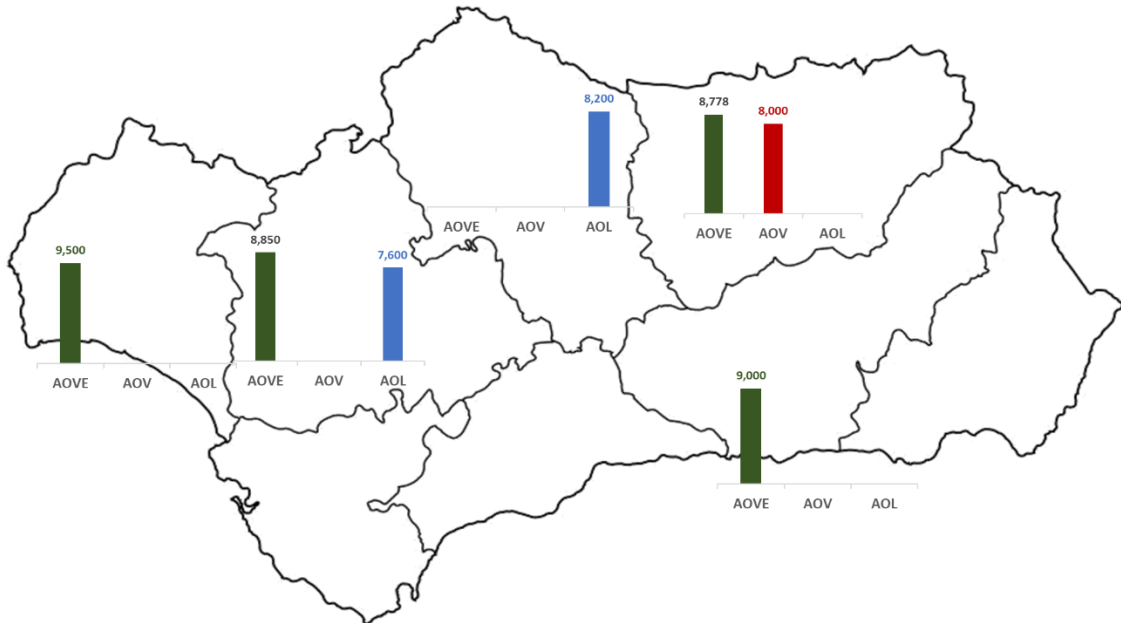 8,200
AOVE AOV AOL
8,778
8,000
AOVE AOV AOL
9,500
AOVE AOV AOL
8,850
7,600
AOVE AOV AOL
9,000
AOVE AOV AOL